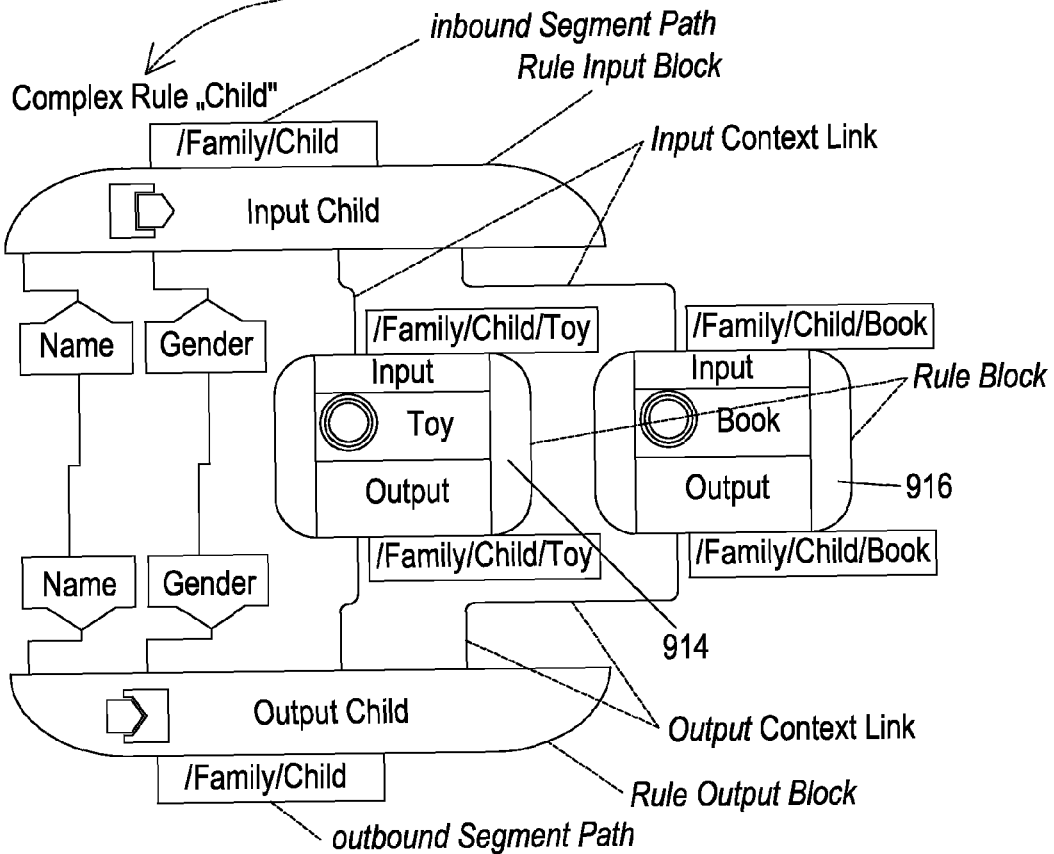 inbound Segment Path
Rule Input Block
Complex Rule „Child"
/Family/Child
Input Context Link
Input Child
/Family/Child/Toy
/Family/Child/Book
Name
Gender
Input
Input
Rule Block
Toy
Book
Output
Output
916
/Family/Child/Toy
/Family/Child/Book
Name
Gender
914
Output Child
Output Context Link
/Family/Child
Rule Output Block
outbound Segment Path